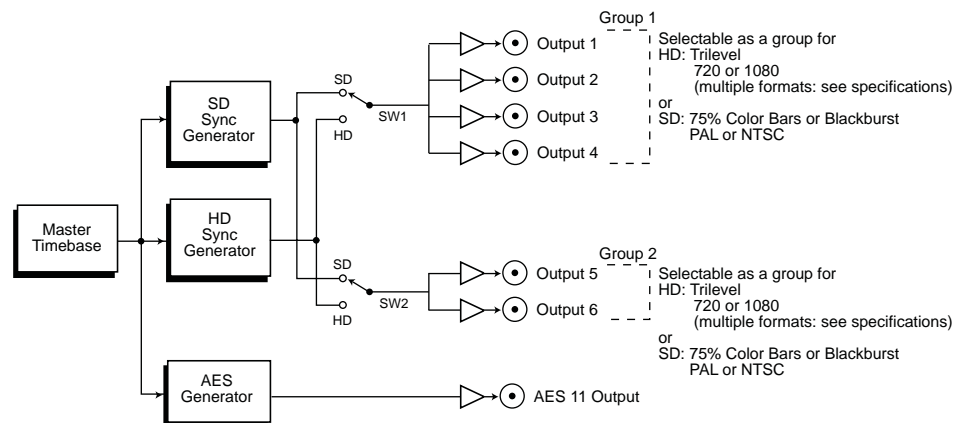 Group 1
Output 1
Output 2
Output 3
Output 4
Selectable as a group for
HD: Trilevel
720 or 1080
(multiple formats: see specifications)
or
SD: 75% Color Bars or Blackburst
PAL or NTSC
SD
Sync
Generator
SD
SW1
HD
Master
Timebase
HD
Sync
Generator
SD
SW2
HD
Group 2
Output 5
Output 6
Selectable as a group for
HD: Trilevel
720 or 1080
(multiple formats: see specifications)
or
SD: 75% Color Bars or Blackburst
PAL or NTSC
AES
Generator
AES 11 Output